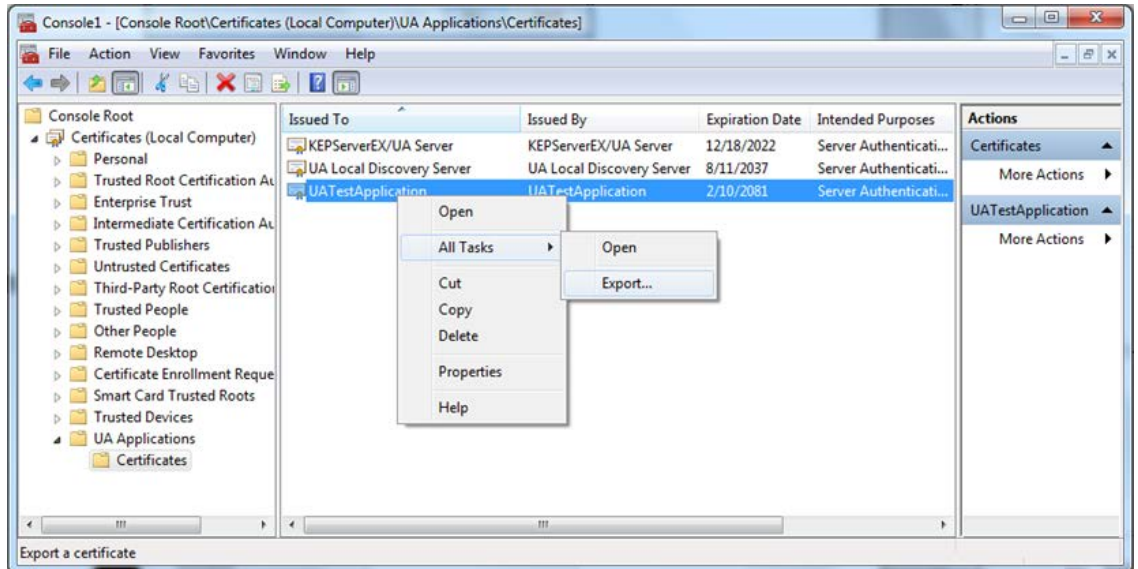 Console1 - [Console Root\Certificates (Local Computer)\UA Applications\Certificates]
File Action View Favorites Window Help
Console Root
Certificates (Local Computer)
Personal
Trusted Root Certification Au
Enterprise Trust
Intermediate Certification Au
Trusted Publishers
Untrusted Certificates
Third-Party Root Certification
Trusted People
Other People
Remote Desktop
Certificate Enrollment Reque
Smart Card Trusted Roots
Trusted Devices
UA Applications
Certificates
Issued To Issued By Expiration Date Intended Purposes
KEPServerEX/UA Server KEPServerEX/UA Server 12/18/2022 Server Authenticati...
UA Local Discovery Server UA Local Discovery Server 8/11/2037 Server Authenticati...
UATestApplication UATestApplication 2/10/2081 Server Authenticati...
Open
All Tasks
Cut
Copy
Delete
Properties
Help
Open
Export...
Actions
Certificates
More Actions
UATestApplication
More Actions
Export a certificate